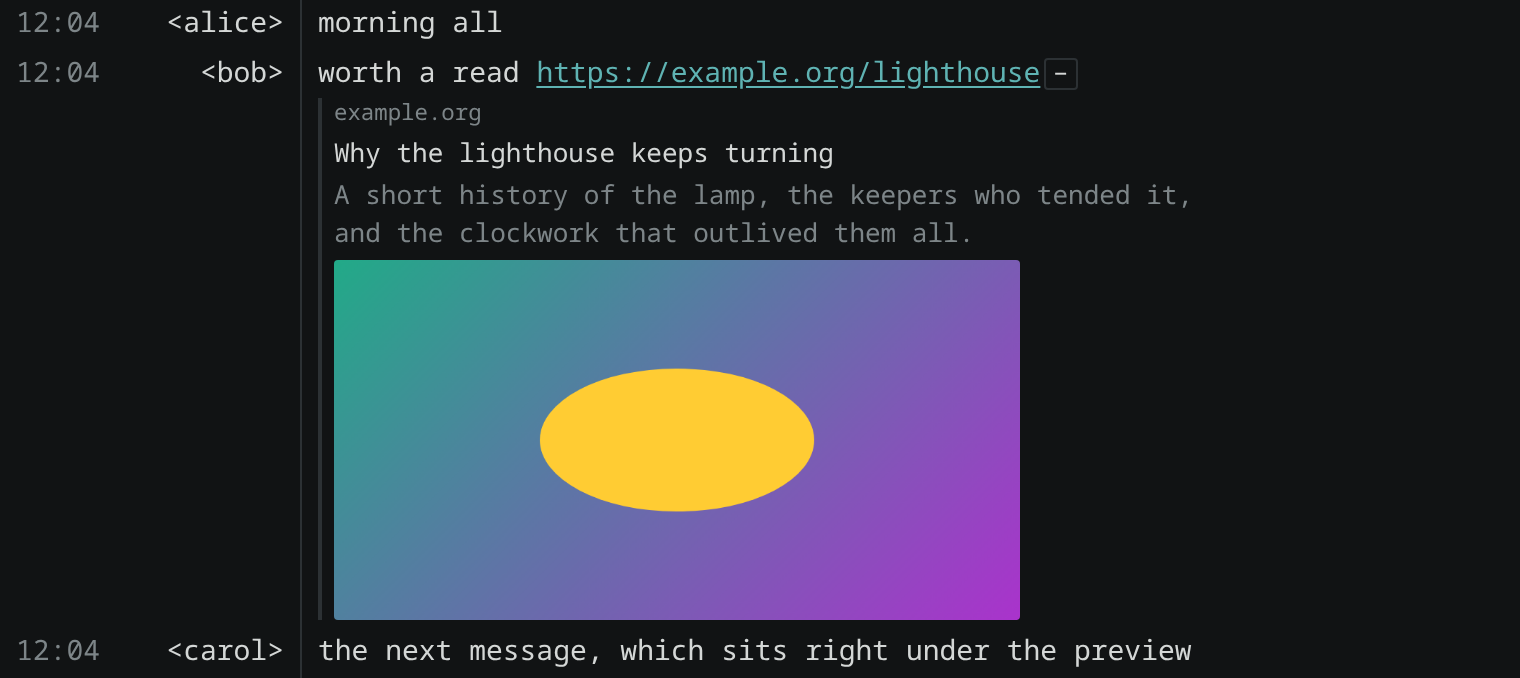 12:04 <alice> morning all
12:04 <bob> worth a read https://example.org/lighthouse -
example.org
Why the lighthouse keeps turning
A short history of the lamp, the keepers who tended it,
and the clockwork that outlived them all.
12:04 <carol> the next message, which sits right under the preview